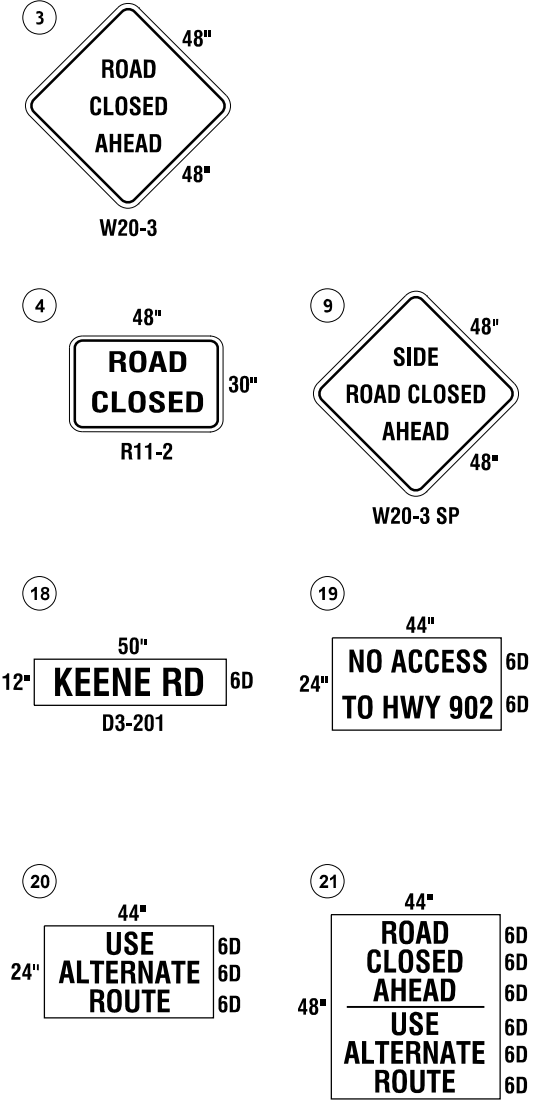 3
48"
ROAD
CLOSED
AHEAD
48"
W20-3
4
48"
ROAD
CLOSED
30"
R11-2
9
48"
SIDE
ROAD CLOSED
AHEAD
48"
W20-3 SP
18
50"
12"
KEENE RD
6D
D3-201
19
44"
24"
NO ACCESS 6D
TO HWY 902 6D
20
44"
24"
USE 6D
ALTERNATE 6D
ROUTE 6D
21
44"
48"
ROAD 6D
CLOSED 6D
AHEAD 6D
USE 6D
ALTERNATE 6D
ROUTE 6D